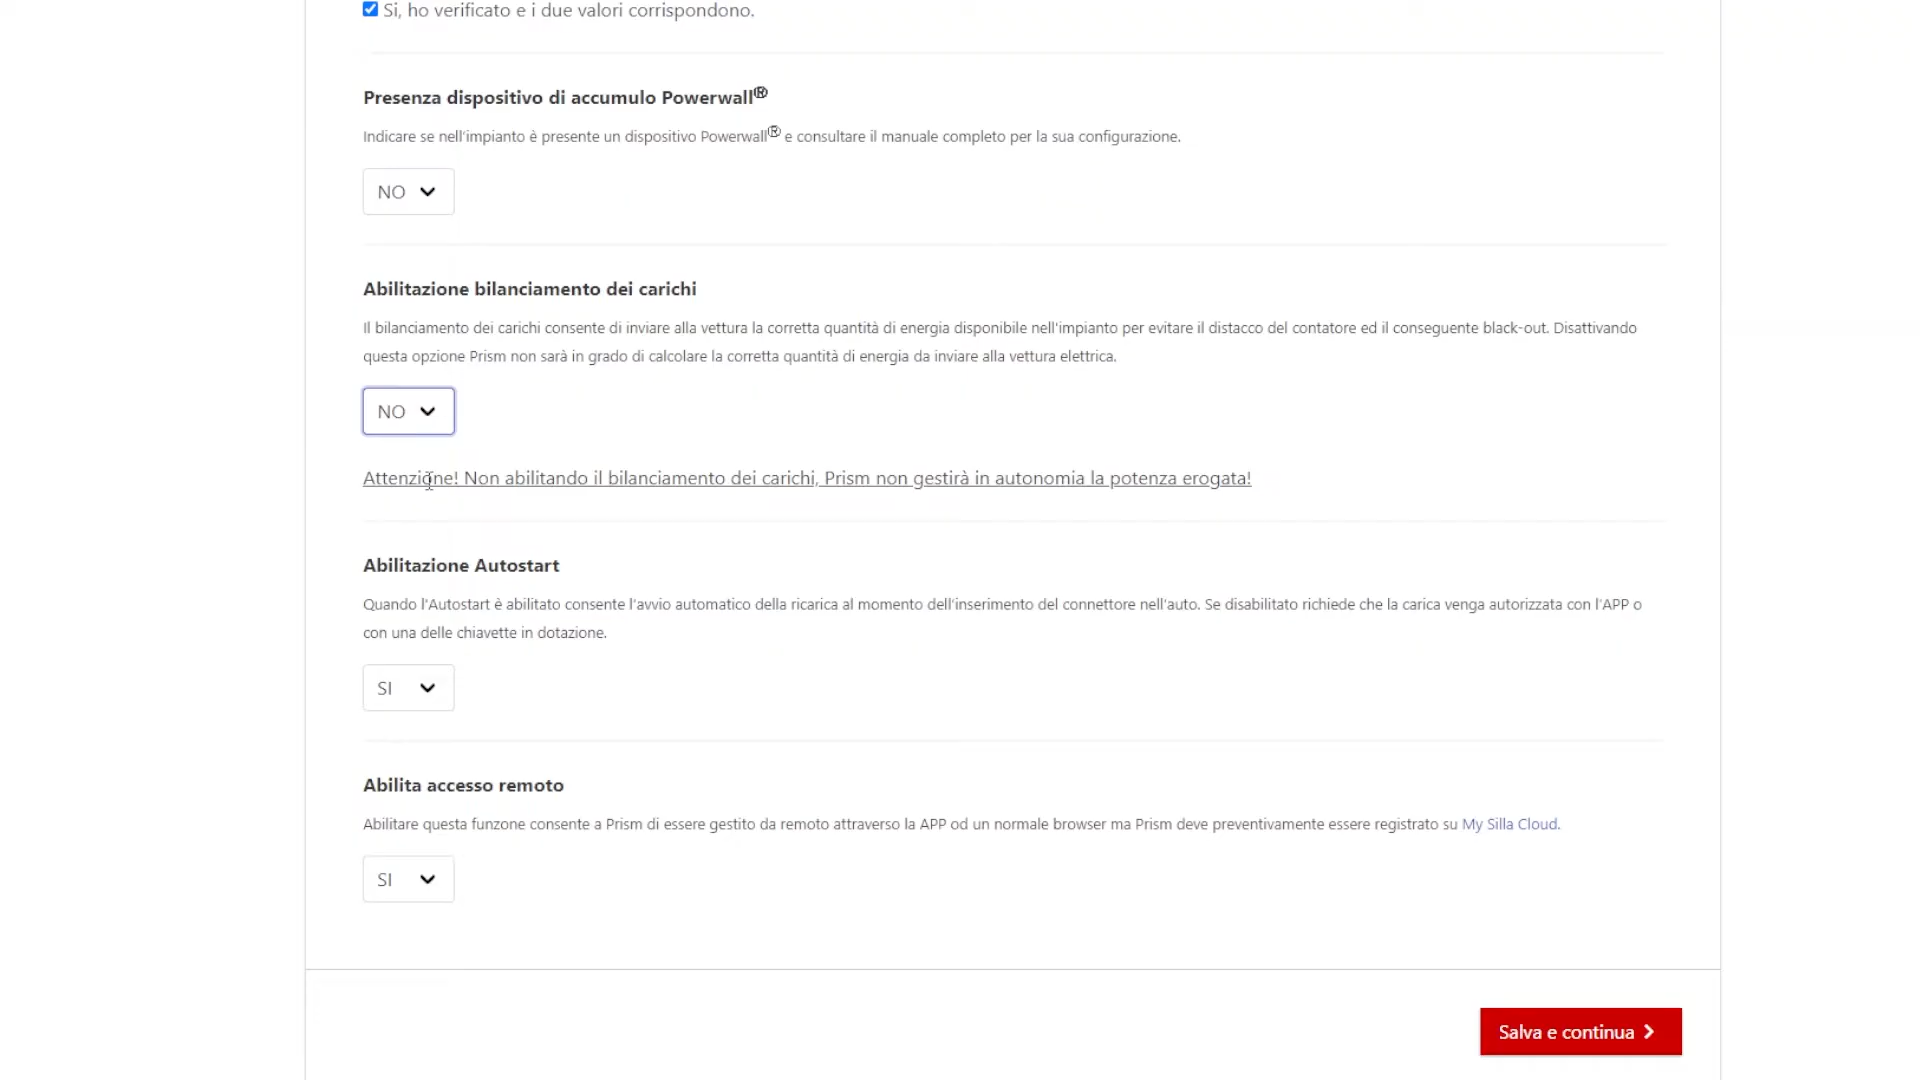 Si, ho verificato e i due valori corrispondono.
Presenza dispositivo di accumulo Powerwall®
Indicare se nell'impianto è presente un dispositivo Powerwall® e consultare il manuale completo per la sua configurazione.
NO
Abilitazione bilanciamento dei carichi
Il bilanciamento dei carichi consente di inviare alla vettura la corretta quantità di energia disponibile nell'impianto per evitare il distacco del contatore ed il conseguente black-out. Disattivando
questa opzione Prism non sarà in grado di calcolare la corretta quantità di energia da inviare alla vettura elettrica.
NO
Attenzione! Non abilitando il bilanciamento dei carichi, Prism non gestirà in autonomia la potenza erogata!
Abilitazione Autostart
Quando l'Autostart è abilitato consente l'avvio automatico della ricarica al momento dell'inserimento del connettore nell'auto. Se disabilitato richiede che la carica venga autorizzata con l'APP o
con una delle chiavette in dotazione.
SI
Abilita accesso remoto
Abilitare questa funzone consente a Prism di essere gestito da remoto attraverso la APP od un normale browser ma Prism deve preventivamente essere registrato su My Silla Cloud.
SI
Salva e continua